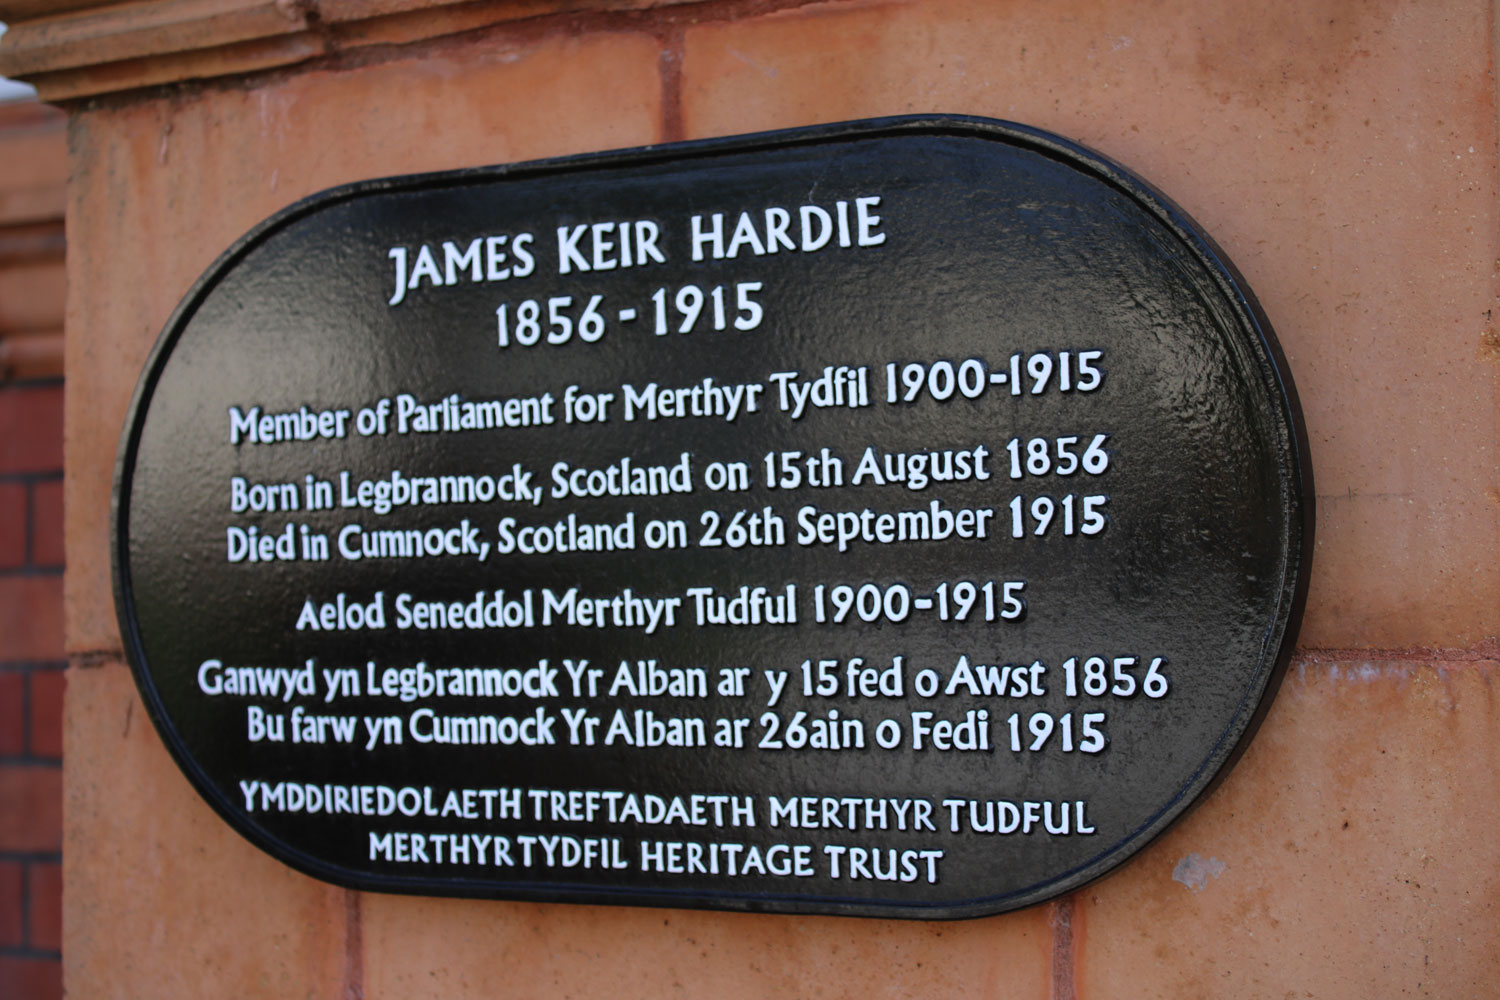 JAMES KEIR HARDIE
1856-1915
Member of Parliament for Merthyr Tydfil 1900-1915
Born in Legbrannock, Scotland on 15th August 1856
Died in Cumnock, Scotland on 26th September 1915
Aelod Seneddol Merthyr Tudful 1900-1915
Ganwyd yn Legbrannock Yr Alban ar y 15 fed o Awst 1856
Bu farw yn Cumnock Yr Alban ar 26ain o Fedi 1915
YMDDIRIEDOLAETH TREFTADAETH MERTHYR TUDFUL
MERTHYR TYDFIL HERITAGE TRUST